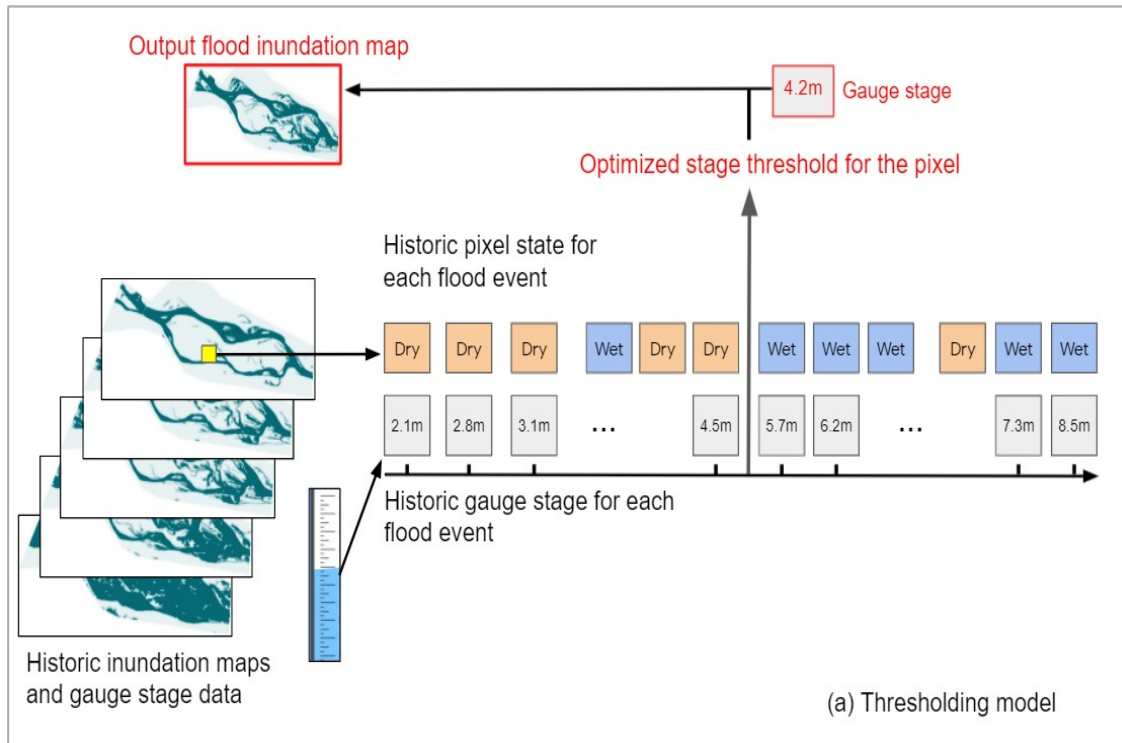 Output flood inundation map
4.2m
Gauge stage
Optimized stage threshold for the pixel
Historic pixel state for
each flood event
Dry Dry Dry Wet Dry Dry Wet Wet Wet Dry Wet Wet
2.1m 2.8m 3.1m ... 4.5m 5.7m 6.2m ... 7.3m 8.5m
Historic gauge stage for each
flood event
Historic inundation maps
and gauge stage data
(a) Thresholding model